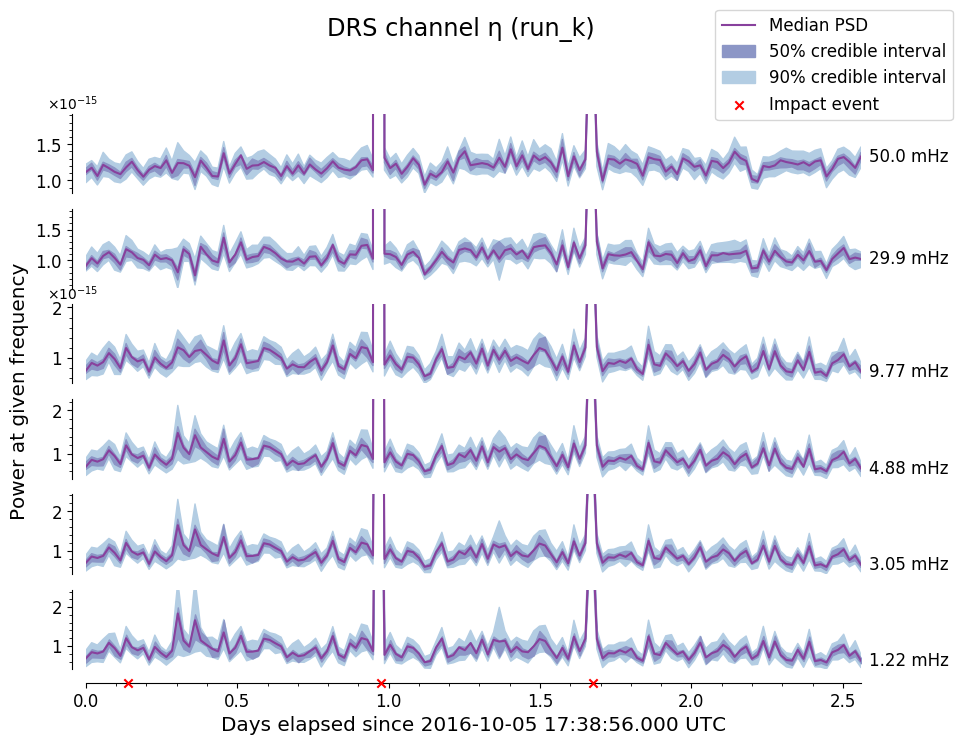 DRS channel η (run_k)
Median PSD
50% credible interval
90% credible interval
Impact event
×10⁻¹⁵
1.5
1.0
50.0 mHz
1.5
1.0
29.9 mHz
×10⁻¹⁵
2
1
9.77 mHz
2
1
4.88 mHz
2
1
3.05 mHz
2
1
1.22 mHz
Power at given frequency
0.0 0.5 1.0 1.5 2.0 2.5
Days elapsed since 2016-10-05 17:38:56.000 UTC